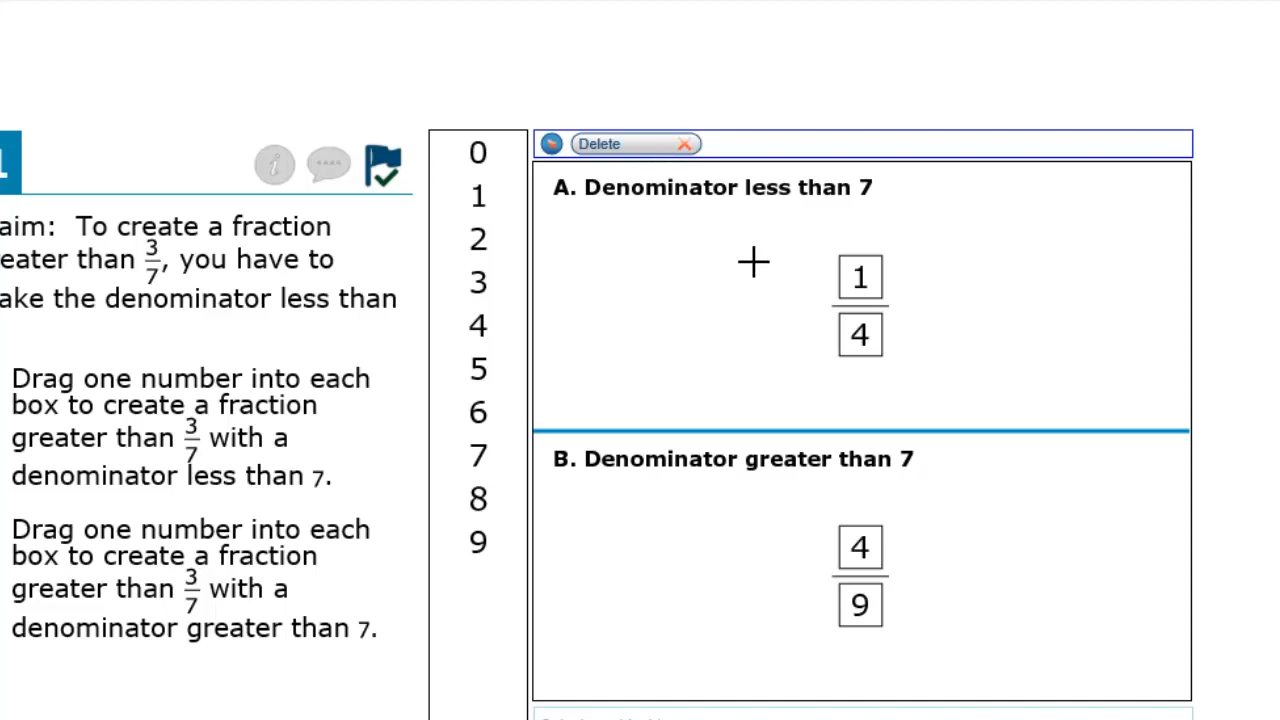 1
aim: To create a fraction
eater than 3/7, you have to
ake the denominator less than
Drag one number into each
box to create a fraction
greater than 3/7 with a
denominator less than 7.
Drag one number into each
box to create a fraction
greater than 3/7 with a
denominator greater than 7.
0
1
2
3
4
5
6
7
8
9
Delete
A. Denominator less than 7
1
4
B. Denominator greater than 7
4
9